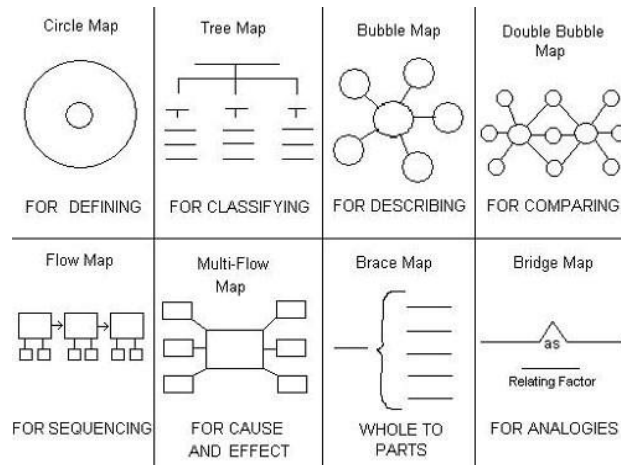 Circle Map
FOR DEFINING
Tree Map
FOR CLASSIFYING
Bubble Map
FOR DESCRIBING
Double Bubble
Map
FOR COMPARING
Flow Map
FOR SEQUENCING
Multi-Flow
Map
FOR CAUSE
AND EFFECT
Brace Map
WHOLE TO
PARTS
Bridge Map
as
Relating Factor
FOR ANALOGIES